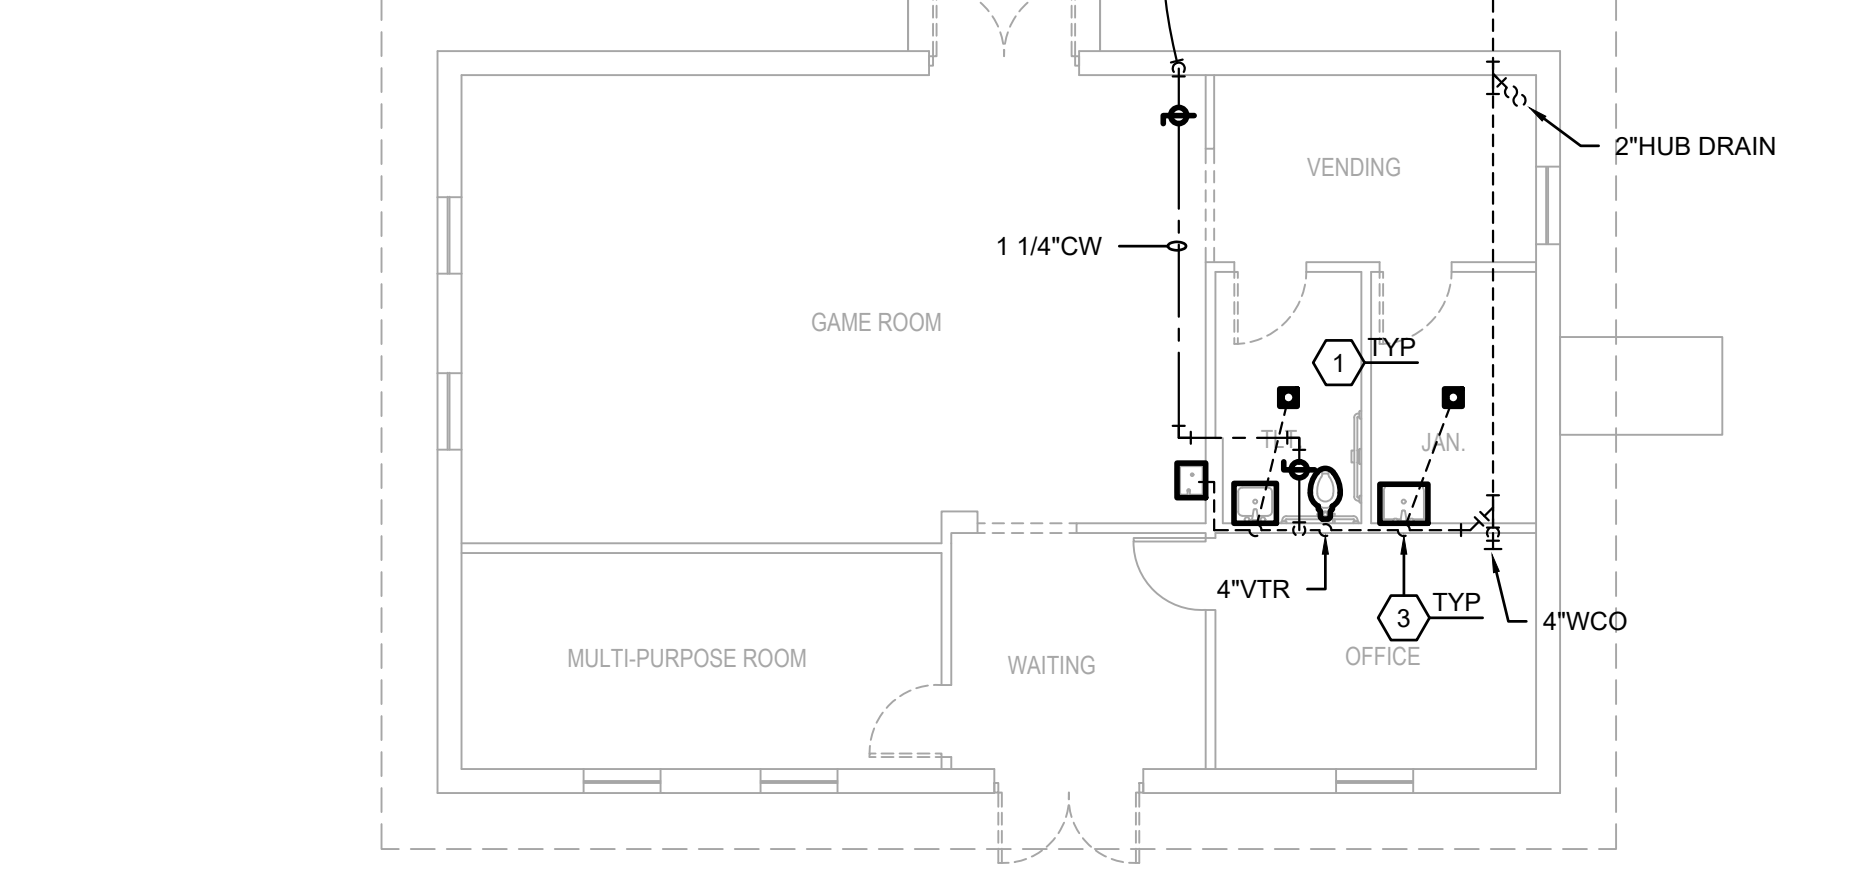 2"HUB DRAIN
VENDING
1 1/4"CW
GAME ROOM
TYP
1
TLT
JAN.
4"VTR
TYP
3
4"WCO
MULTI-PURPOSE ROOM
WAITING
OFFICE